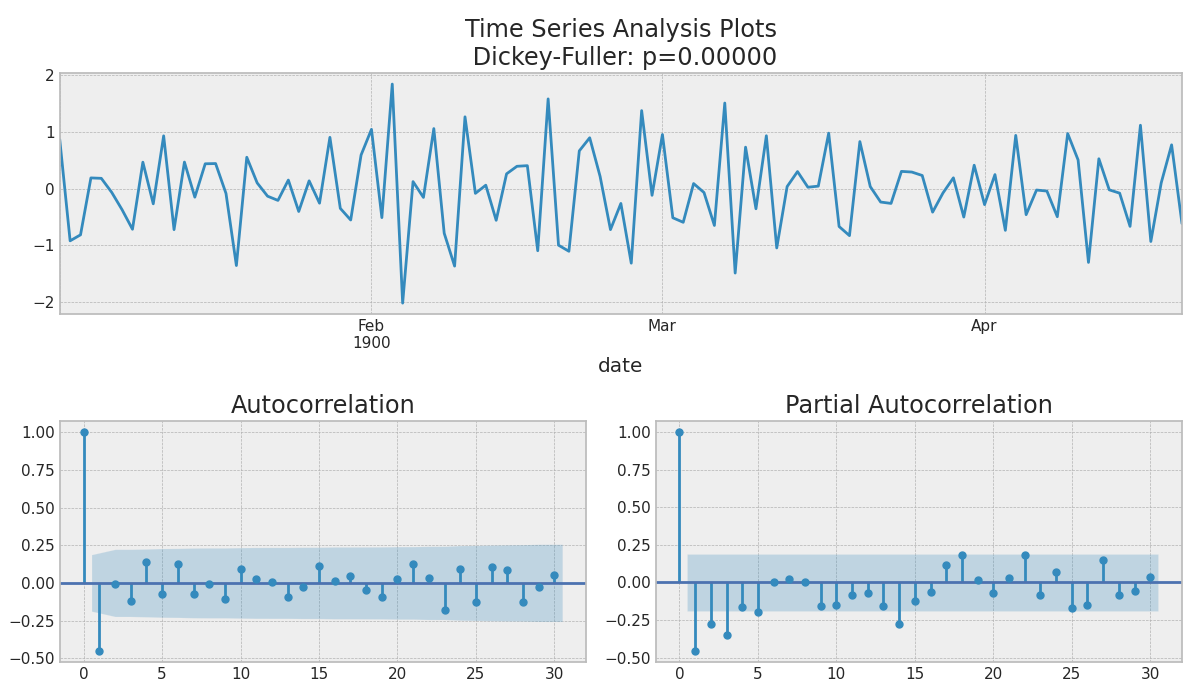 Time Series Analysis Plots
Dickey-Fuller: p=0.00000
2
1
0
−1
−2
Feb
1900
Mar
Apr
date
Autocorrelation
1.00
0.75
0.50
0.25
0.00
−0.25
−0.50
0 5 10 15 20 25 30
Partial Autocorrelation
1.00
0.75
0.50
0.25
0.00
−0.25
−0.50
0 5 10 15 20 25 30